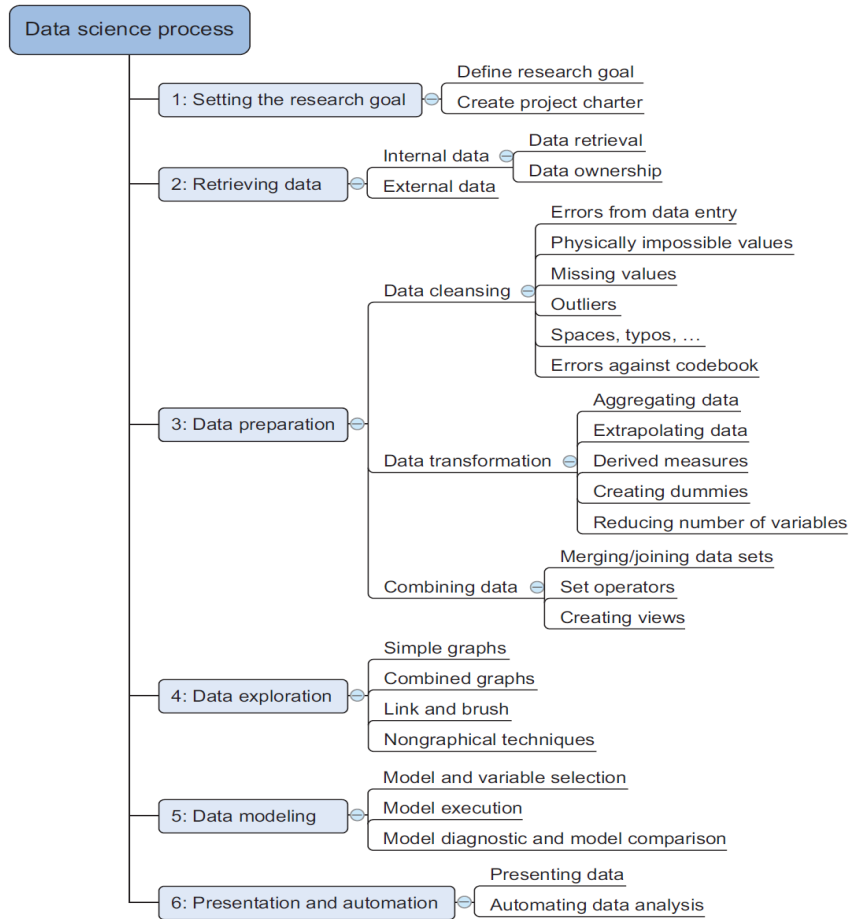 Data science process
1: Setting the research goal
Define research goal
Create project charter
2: Retrieving data
Internal data
Data retrieval
Data ownership
External data
3: Data preparation
Data cleansing
Errors from data entry
Physically impossible values
Missing values
Outliers
Spaces, typos, …
Errors against codebook
Data transformation
Aggregating data
Extrapolating data
Derived measures
Creating dummies
Reducing number of variables
Combining data
Merging/joining data sets
Set operators
Creating views
4: Data exploration
Simple graphs
Combined graphs
Link and brush
Nongraphical techniques
5: Data modeling
Model and variable selection
Model execution
Model diagnostic and model comparison
6: Presentation and automation
Presenting data
Automating data analysis